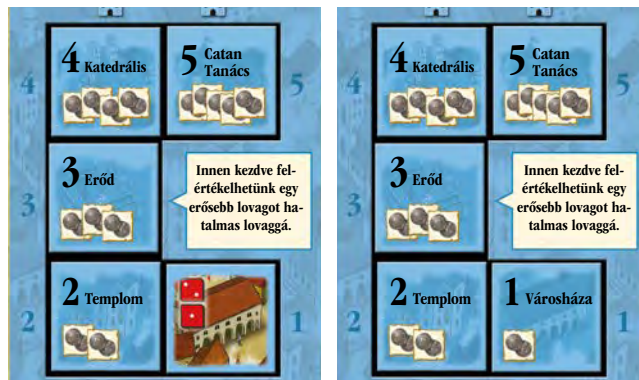 4 Katedrális
5 Catan
Tanács
4
5
3 Erőd
Innen kezdve fel-
értékelhetünk egy
erősebb lovagot ha-
talmas lovaggá.
3
2 Templom
2
1
4 Katedrális
5 Catan
Tanács
4
5
3 Erőd
Innen kezdve fel-
értékelhetünk egy
erősebb lovagot ha-
talmas lovaggá.
3
2 Templom
1 Városháza
2
1